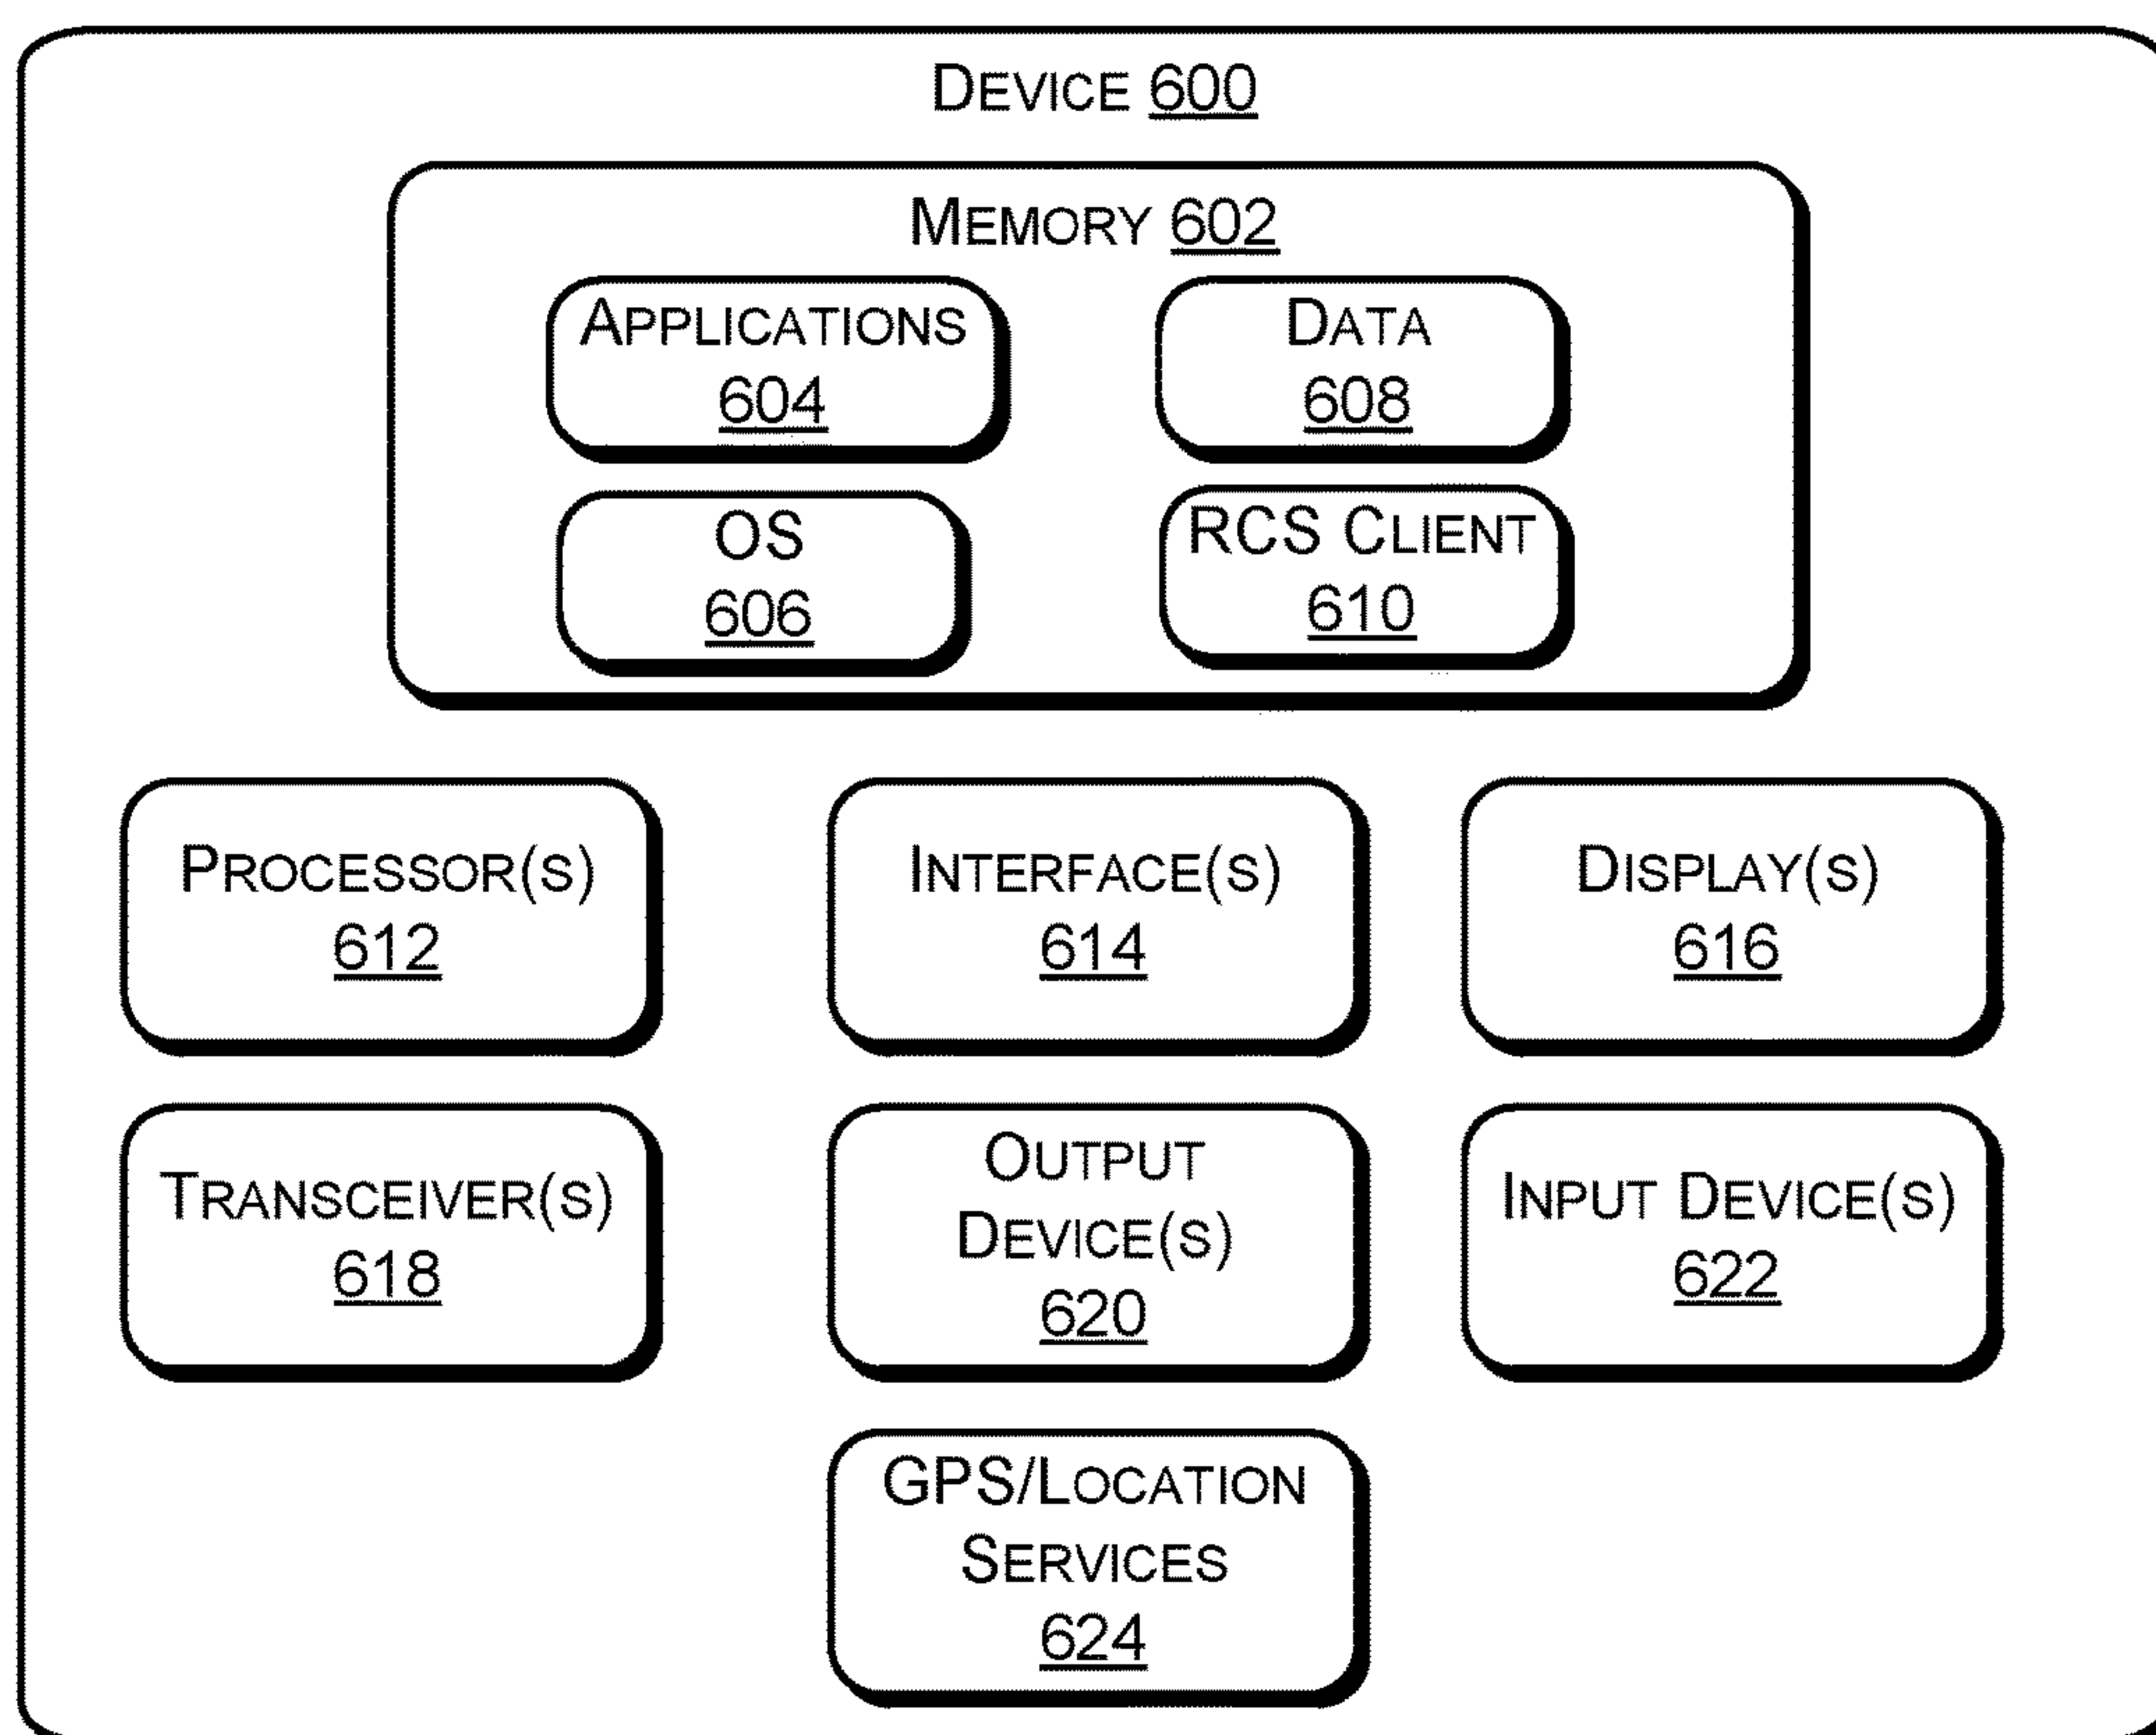 DEVICE 600
MEMORY 602
APPLICATIONS
604
DATA
608
OS
606
RCS CLIENT
610
PROCESSOR(S)
612
INTERFACE(S)
614
DISPLAY(S)
616
TRANSCEIVER(S)
618
OUTPUT
DEVICE(S)
620
INPUT DEVICE(S)
622
GPS/LOCATION
SERVICES
624